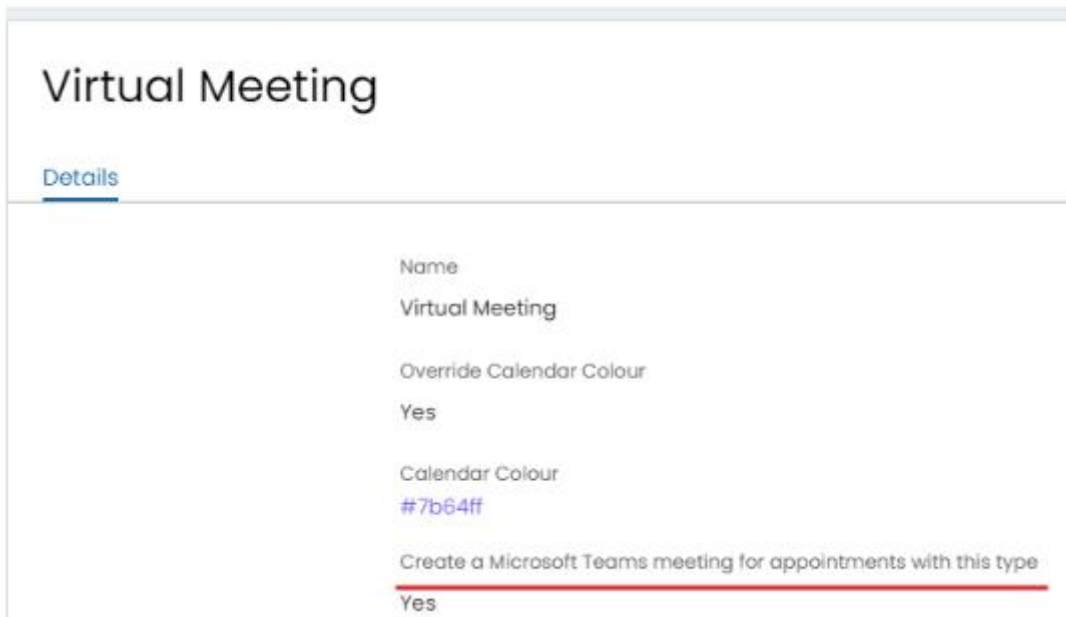 Virtual Meeting
Details
Name
Virtual Meeting
Override Calendar Colour
Yes
Calendar Colour
#7b64ff
Create a Microsoft Teams meeting for appointments with this type
Yes